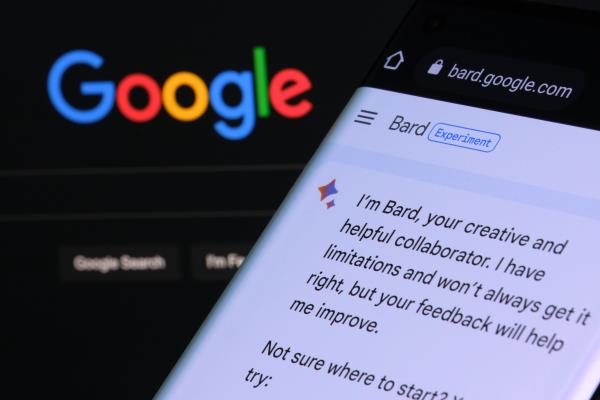 Google
Google Search
I'm Fe
bard.google.com
Bard Experiment
I'm Bard, your creative and
helpful collaborator. I have
limitations and won't always get it
right, but your feedback will help
me improve.
Not sure where to start?
try: